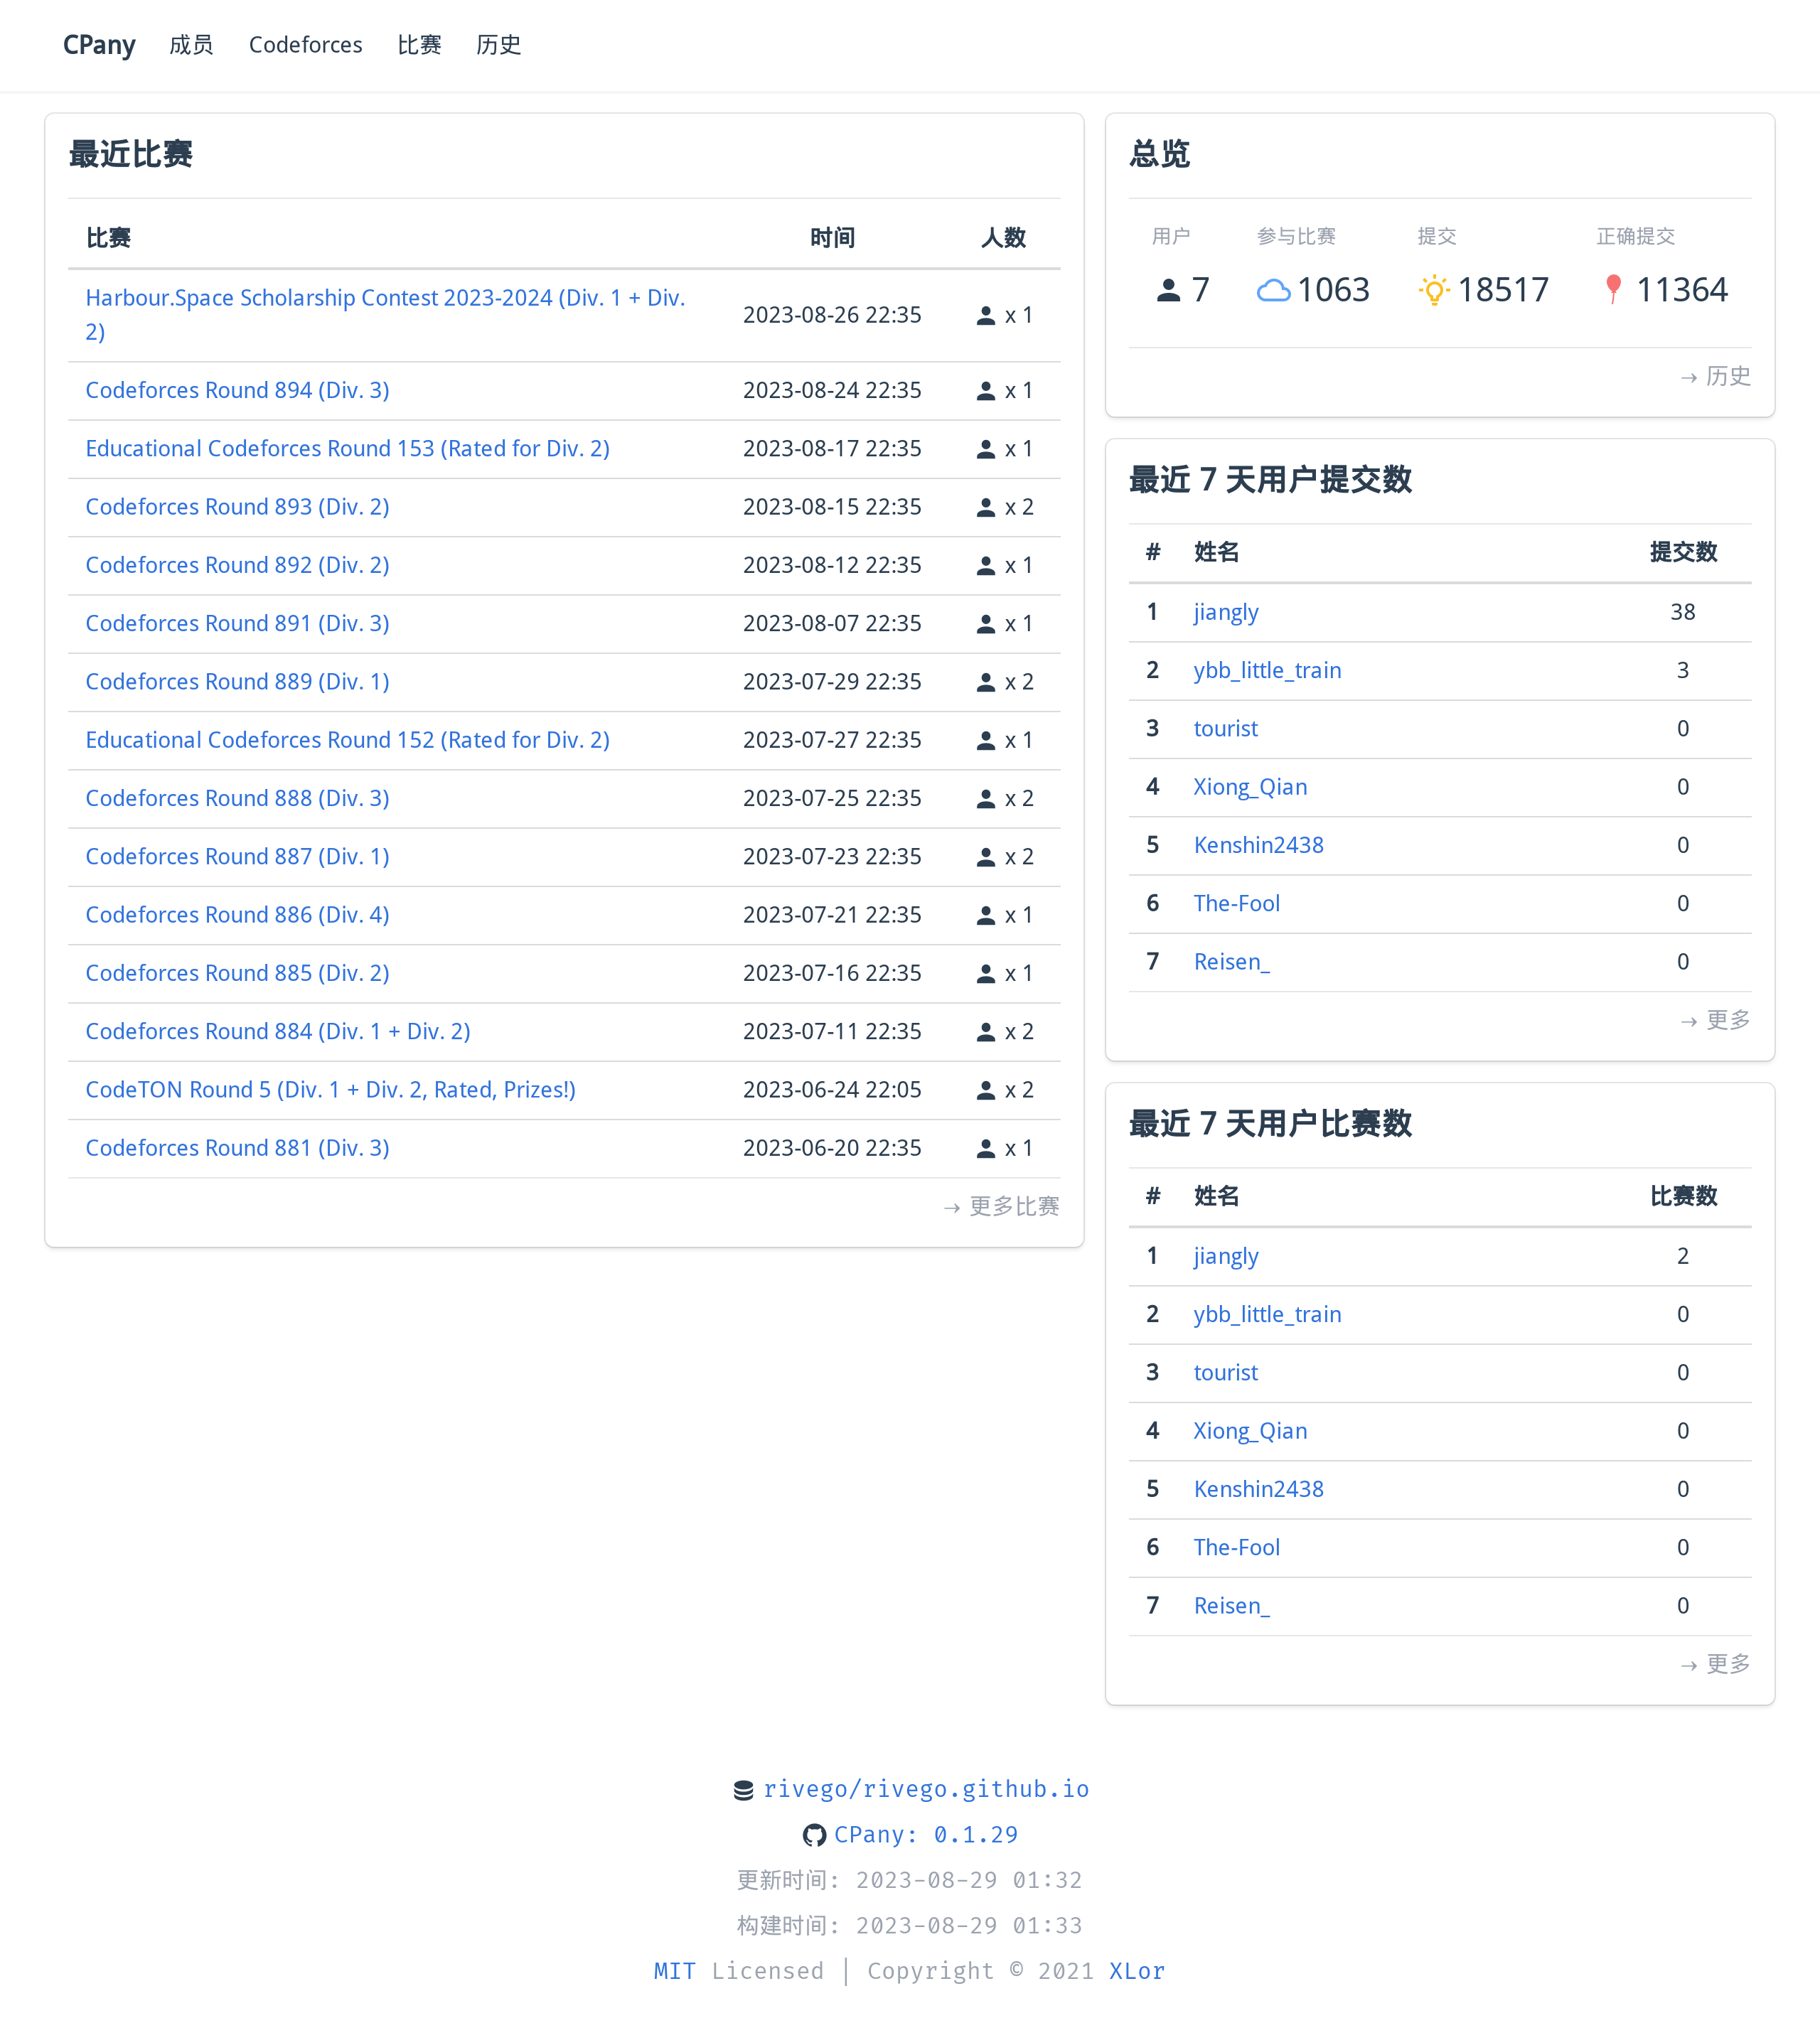 CPany 成员 Codeforces 比赛 历史
最近比赛
比赛 时间 人数
Harbour.Space Scholarship Contest 2023-2024 (Div. 1 + Div.
2) 2023-08-26 22:35 x 1
Codeforces Round 894 (Div. 3) 2023-08-24 22:35 x 1
Educational Codeforces Round 153 (Rated for Div. 2) 2023-08-17 22:35 x 1
Codeforces Round 893 (Div. 2) 2023-08-15 22:35 x 2
Codeforces Round 892 (Div. 2) 2023-08-12 22:35 x 1
Codeforces Round 891 (Div. 3) 2023-08-07 22:35 x 1
Codeforces Round 889 (Div. 1) 2023-07-29 22:35 x 2
Educational Codeforces Round 152 (Rated for Div. 2) 2023-07-27 22:35 x 1
Codeforces Round 888 (Div. 3) 2023-07-25 22:35 x 2
Codeforces Round 887 (Div. 1) 2023-07-23 22:35 x 2
Codeforces Round 886 (Div. 4) 2023-07-21 22:35 x 1
Codeforces Round 885 (Div. 2) 2023-07-16 22:35 x 1
Codeforces Round 884 (Div. 1 + Div. 2) 2023-07-11 22:35 x 2
CodeTON Round 5 (Div. 1 + Div. 2, Rated, Prizes!) 2023-06-24 22:05 x 2
Codeforces Round 881 (Div. 3) 2023-06-20 22:35 x 1
→ 更多比赛
总览
用户 参与比赛 提交 正确提交
7 1063 18517 11364
→ 历史
最近 7 天用户提交数
# 姓名 提交数
1 jiangly 38
2 ybb_little_train 3
3 tourist 0
4 Xiong_Qian 0
5 Kenshin2438 0
6 The-Fool 0
7 Reisen_ 0
→ 更多
最近 7 天用户比赛数
# 姓名 比赛数
1 jiangly 2
2 ybb_little_train 0
3 tourist 0
4 Xiong_Qian 0
5 Kenshin2438 0
6 The-Fool 0
7 Reisen_ 0
→ 更多
rivego/rivego.github.io
CPany: 0.1.29
更新时间: 2023-08-29 01:32
构建时间: 2023-08-29 01:33
MIT Licensed | Copyright © 2021 XLor